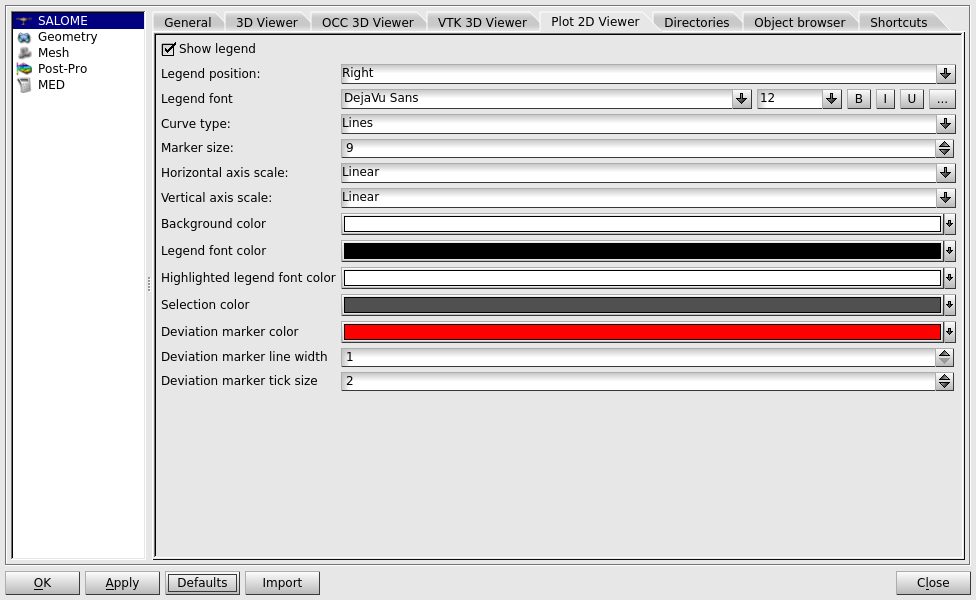 SALOME
Geometry
Mesh
Post-Pro
MED
General 3D Viewer OCC 3D Viewer VTK 3D Viewer Plot 2D Viewer Directories Object browser Shortcuts
Show legend
Legend position: Right
Legend font DejaVu Sans 12 B I U ...
Curve type: Lines
Marker size: 9
Horizontal axis scale: Linear
Vertical axis scale: Linear
Background color
Legend font color
Highlighted legend font color
Selection color
Deviation marker color
Deviation marker line width 1
Deviation marker tick size 2
OK Apply Defaults Import Close